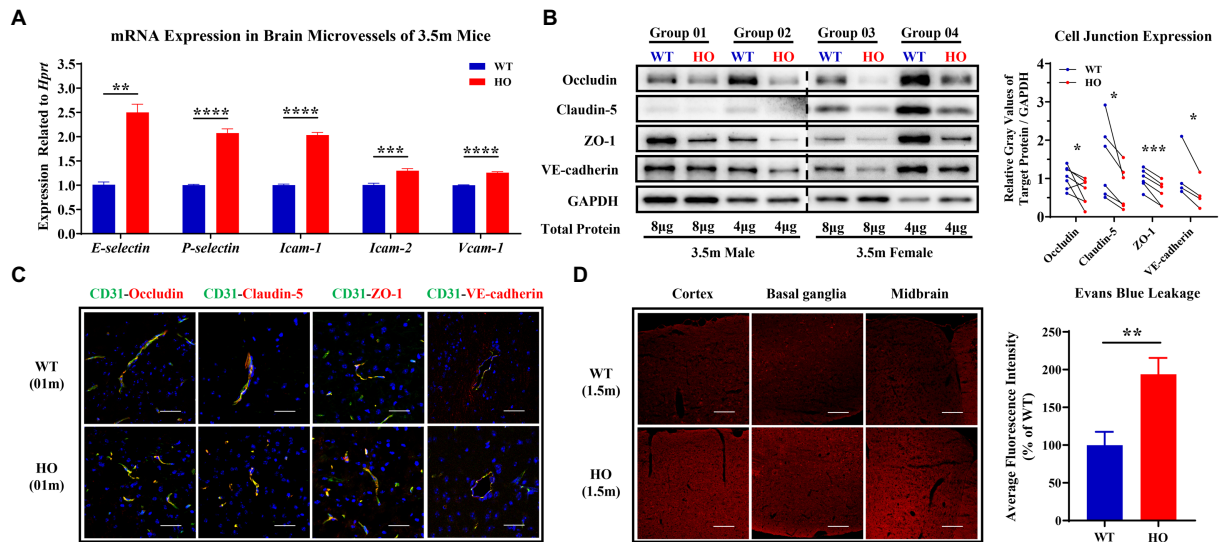 A
mRNA Expression in Brain Microvessels of 3.5m Mice
Expression Related to Hprt
3.5
3.0
2.5
2.0
1.5
1.0
0.5
0.0
WT
HO
**
****
****
***
****
E-selectin P-selectin Icam-1 Icam-2 Vcam-1
B
Group 01 Group 02 Group 03 Group 04
WT HO WT HO WT HO WT HO
Occludin
Claudin-5
ZO-1
VE-cadherin
GAPDH
Total Protein 8μg 8μg 4μg 4μg 8μg 8μg 4μg 4μg
3.5m Male 3.5m Female
Cell Junction Expression
Relative Gray Values of
Target Protein / GAPDH
4
3
2
1
0
WT
HO
*
*
***
*
Occludin
Claudin-5
ZO-1
VE-cadherin
C
CD31-Occludin CD31-Claudin-5 CD31-ZO-1 CD31-VE-cadherin
WT
(01m)
HO
(01m)
D
Cortex Basal ganglia Midbrain
WT
(1.5m)
HO
(1.5m)
Evans Blue Leakage
Average Fluorescence Intensity
(% of WT)
250
200
150
100
50
0
**
WT HO